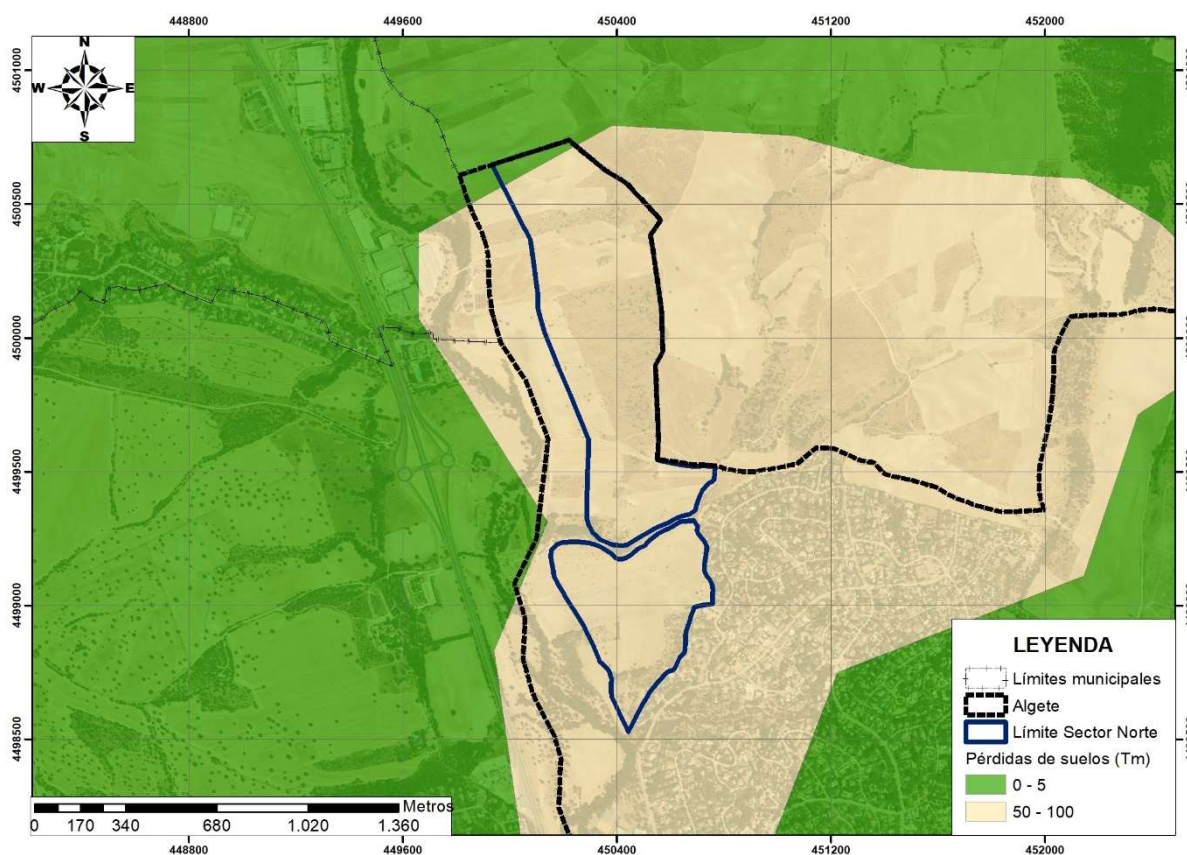 448800 449600 450400 451200 452000
N
W E
S
4501000
4500500
4500000
4499500
4499000
4498500
LEYENDA
Límites municipales
Algete
Límite Sector Norte
Pérdidas de suelos (Tm)
0 - 5
50 - 100
Metros
0 170 340 680 1.020 1.360
448800 449600 450400 451200 452000